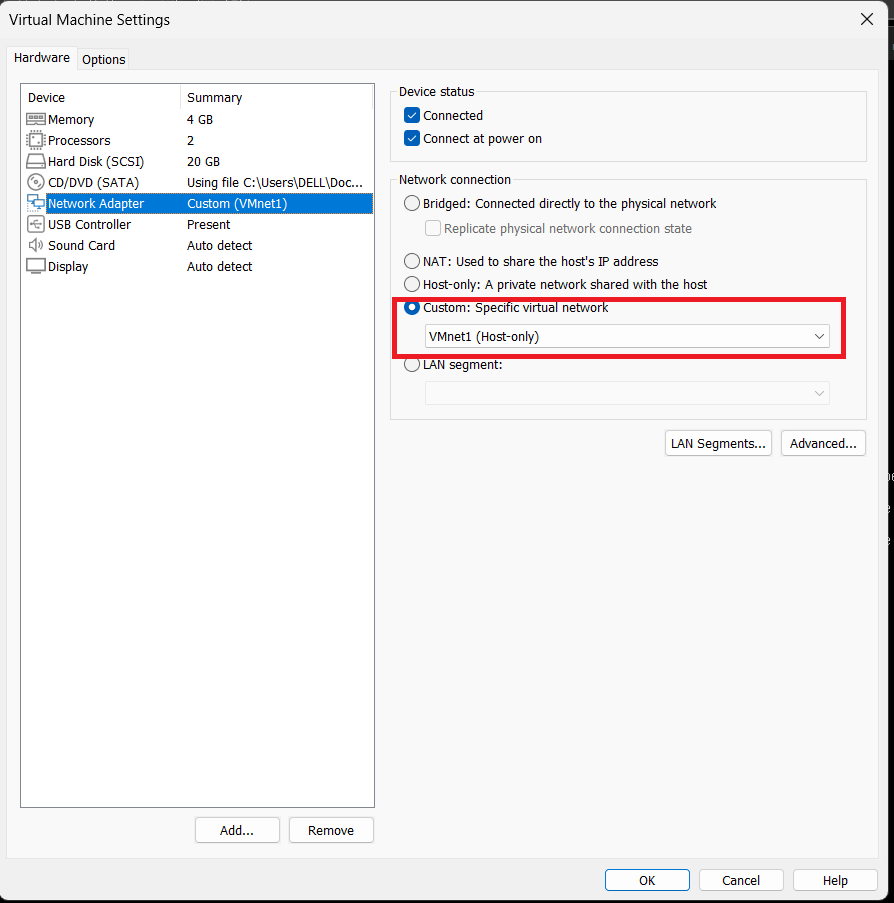 Virtual Machine Settings
Hardware
Options
Device Summary
Memory 4 GB
Processors 2
Hard Disk (SCSI) 20 GB
CD/DVD (SATA) Using file C:\Users\DELL\Doc...
Network Adapter Custom (VMnet1)
USB Controller Present
Sound Card Auto detect
Display Auto detect
Add...
Remove
Device status
Connected
Connect at power on
Network connection
Bridged: Connected directly to the physical network
Replicate physical network connection state
NAT: Used to share the host's IP address
Host-only: A private network shared with the host
Custom: Specific virtual network
VMnet1 (Host-only)
LAN segment:
LAN Segments...
Advanced...
OK
Cancel
Help